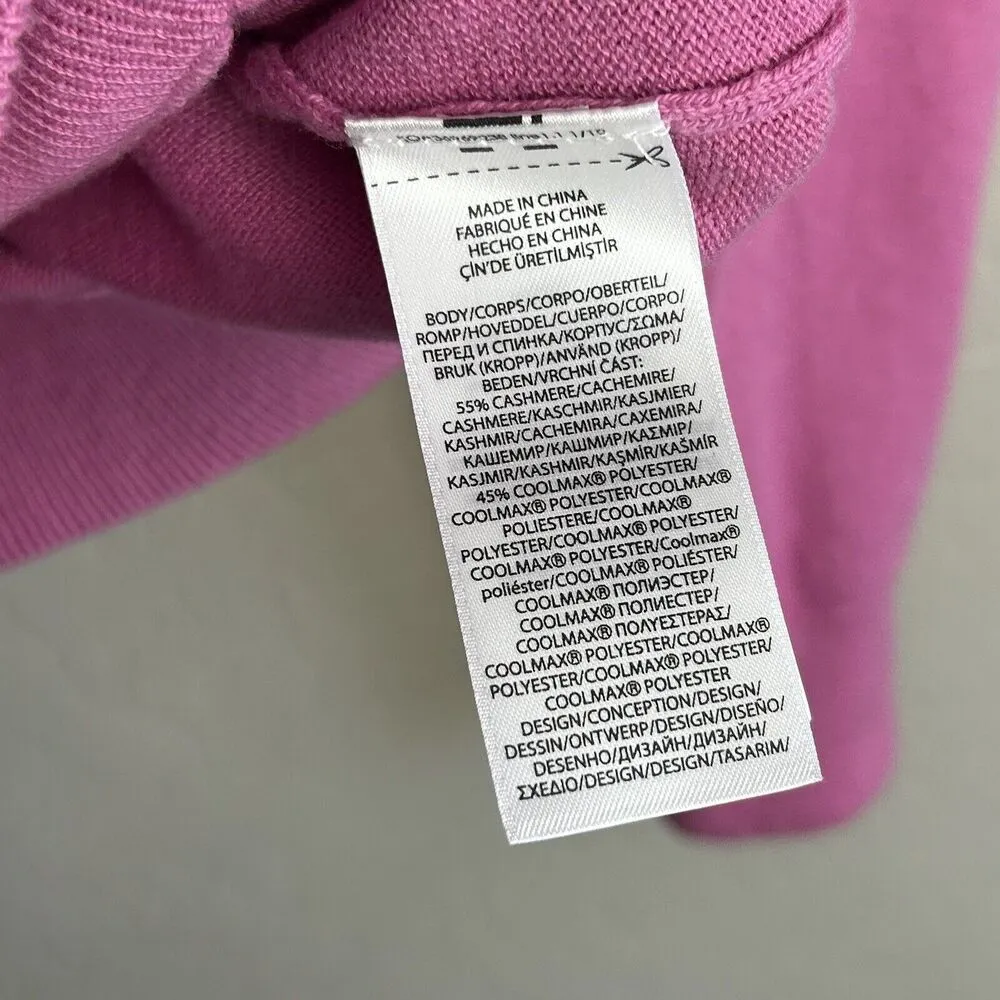 MADE IN CHINA
FABRIQUÉ EN CHINE
HECHO EN CHINA
ÇİN'DE ÜRETİLMİŞTİR
BODY/CORPS/CORPO/OBERTEIL/
ROMP/HOVEDDEL/CUERPO/CORPO/
ПЕРЕД И СПИНКА/КОРПУС/ΣΩΜΑ/
BRUK (KROPP)/ANVÄND (KROPP)/
BEDEN/VRCHNÍ ČÁST:
55% CASHMERE/CACHEMIRE/
CASHMERE/KASCHMIR/KASJMIER/
KASHMIR/CACHEMIRA/CAXEMIRA/
КАШЕМИР/КАШМИР/ΚΑΣΜΙΡ/
KASJMIR/KASHMIR/KAŞMİR/KAŠMÍR
45% COOLMAX® POLYESTER/
COOLMAX® POLYESTER/COOLMAX®
POLIESTERE/COOLMAX®
POLYESTER/COOLMAX® POLYESTER/
COOLMAX® POLYESTER/Coolmax®
poliéster/COOLMAX® POLIÉSTER/
COOLMAX® ПОЛИЭСТЕР/
COOLMAX® ПОЛИЕСТЕР/
COOLMAX® ΠΟΛΥΕΣΤΕΡΑΣ/
COOLMAX® POLYESTER/COOLMAX®
POLYESTER/COOLMAX® POLYESTER/
COOLMAX® POLYESTER
DESIGN/CONCEPTION/DESIGN/
DESSIN/ONTWERP/DESIGN/DISEÑO/
DESENHO/ДИЗАЙН/ДИЗАЙН/
ΣΧΕΔΙΟ/DESIGN/DESIGN/TASARIM/